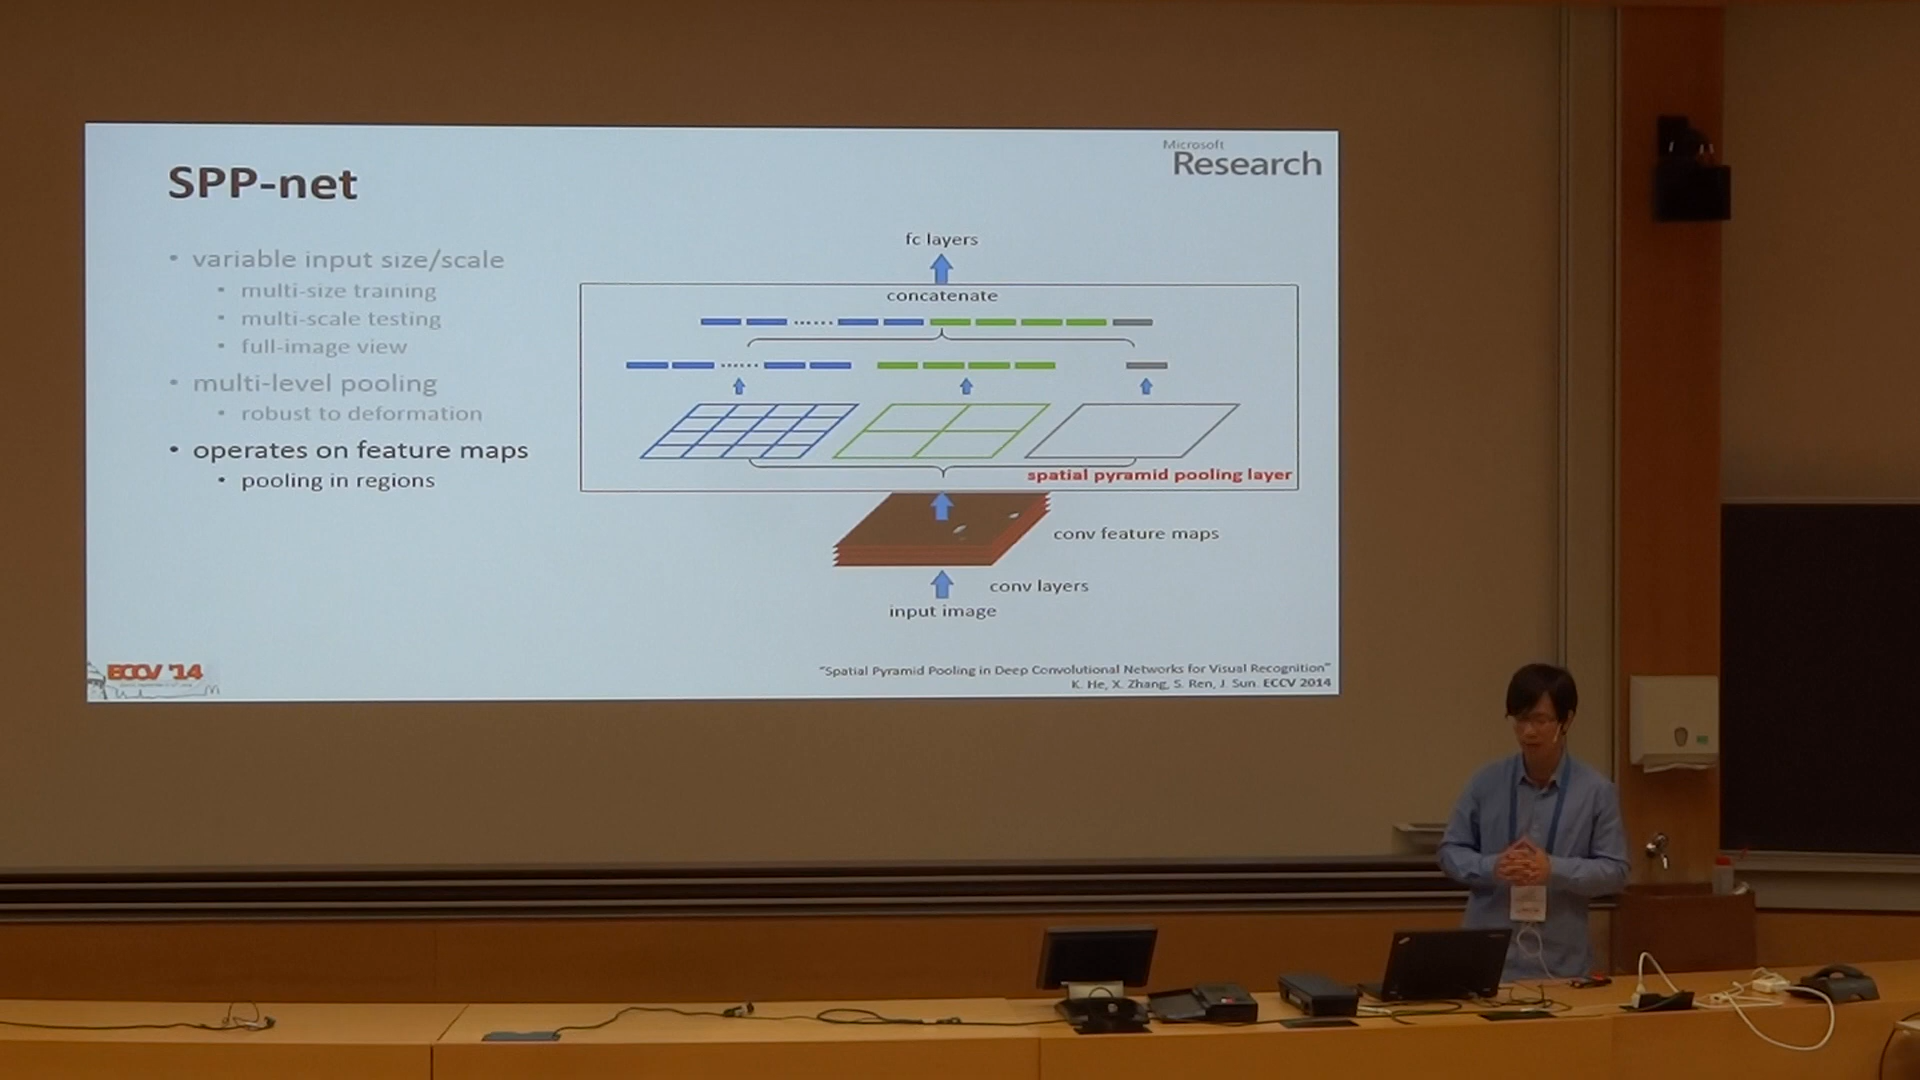 Microsoft
Research
SPP-net
• variable input size/scale
• multi-size training
• multi-scale testing
• full-image view
• multi-level pooling
• robust to deformation
• operates on feature maps
• pooling in regions
fc layers
concatenate
spatial pyramid pooling layer
conv feature maps
conv layers
input image
ECCV '14
"Spatial Pyramid Pooling in Deep Convolutional Networks for Visual Recognition"
K. He, X. Zhang, S. Ren, J. Sun. ECCV 2014